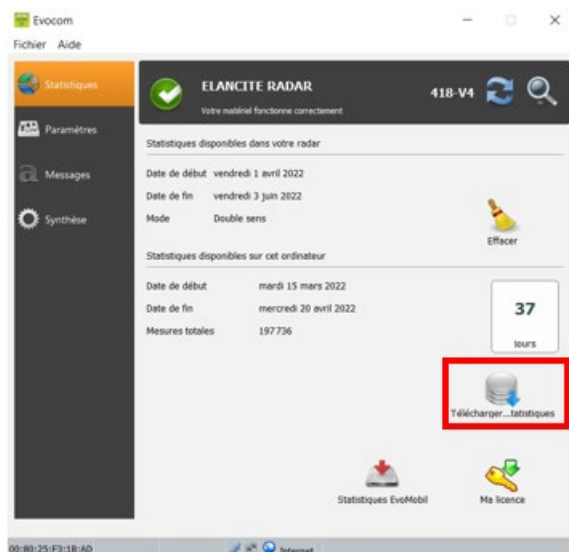 Evocom
Fichier Aide
Statistiques
Paramètres
Messages
Synthèse
ELANCITE RADAR
418-V4
Votre matériel fonctionne correctement
Statistiques disponibles dans votre radar
Date de début vendredi 1 avril 2022
Date de fin vendredi 3 juin 2022
Mode Double sens
Effacer
Statistiques disponibles sur cet ordinateur
Date de début mardi 15 mars 2022
Date de fin mercredi 20 avril 2022
Mesures totales 197 736
37
jours
Télécharger...tatistiques
Statistiques EvoMobil
Ma licence
00:80:25:F3:1B:AD Internet